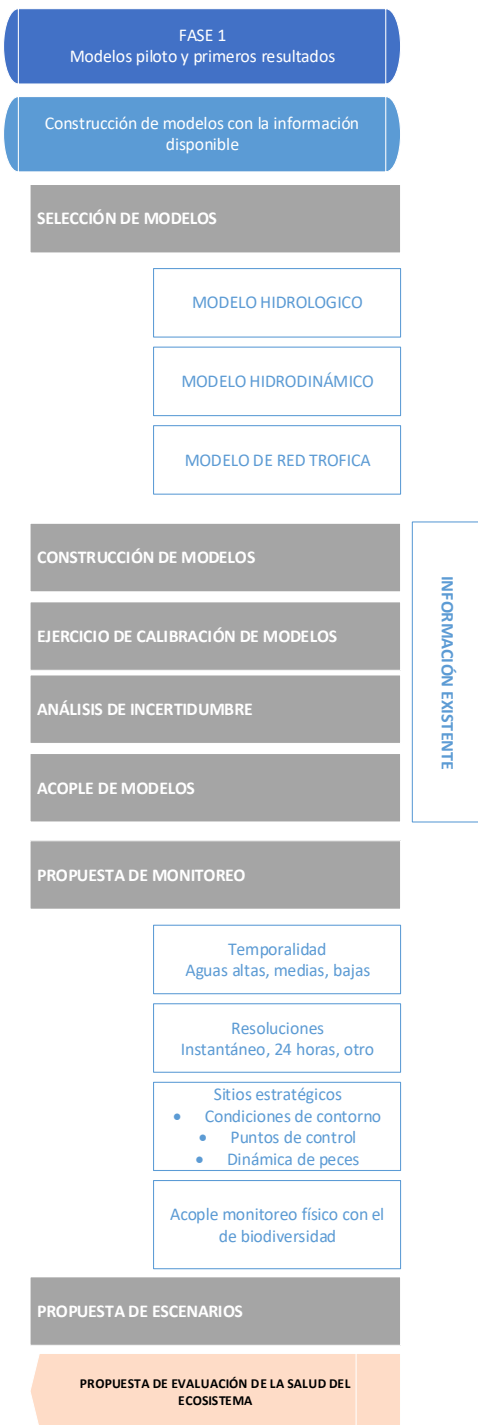 FASE 1
Modelos piloto y primeros resultados
Construcción de modelos con la información
disponible
SELECCIÓN DE MODELOS
MODELO HIDROLOGICO
MODELO HIDRODINÁMICO
MODELO DE RED TROFICA
CONSTRUCCIÓN DE MODELOS
EJERCICIO DE CALIBRACIÓN DE MODELOS
ANÁLISIS DE INCERTIDUMBRE
ACOPLE DE MODELOS
INFORMACIÓN EXISTENTE
PROPUESTA DE MONITOREO
Temporalidad
Aguas altas, medias, bajas
Resoluciones
Instantáneo, 24 horas, otro
Sitios estratégicos
• Condiciones de contorno
• Puntos de control
• Dinámica de peces
Acople monitoreo físico con el
de biodiversidad
PROPUESTA DE ESCENARIOS
PROPUESTA DE EVALUACIÓN DE LA SALUD DEL
ECOSISTEMA